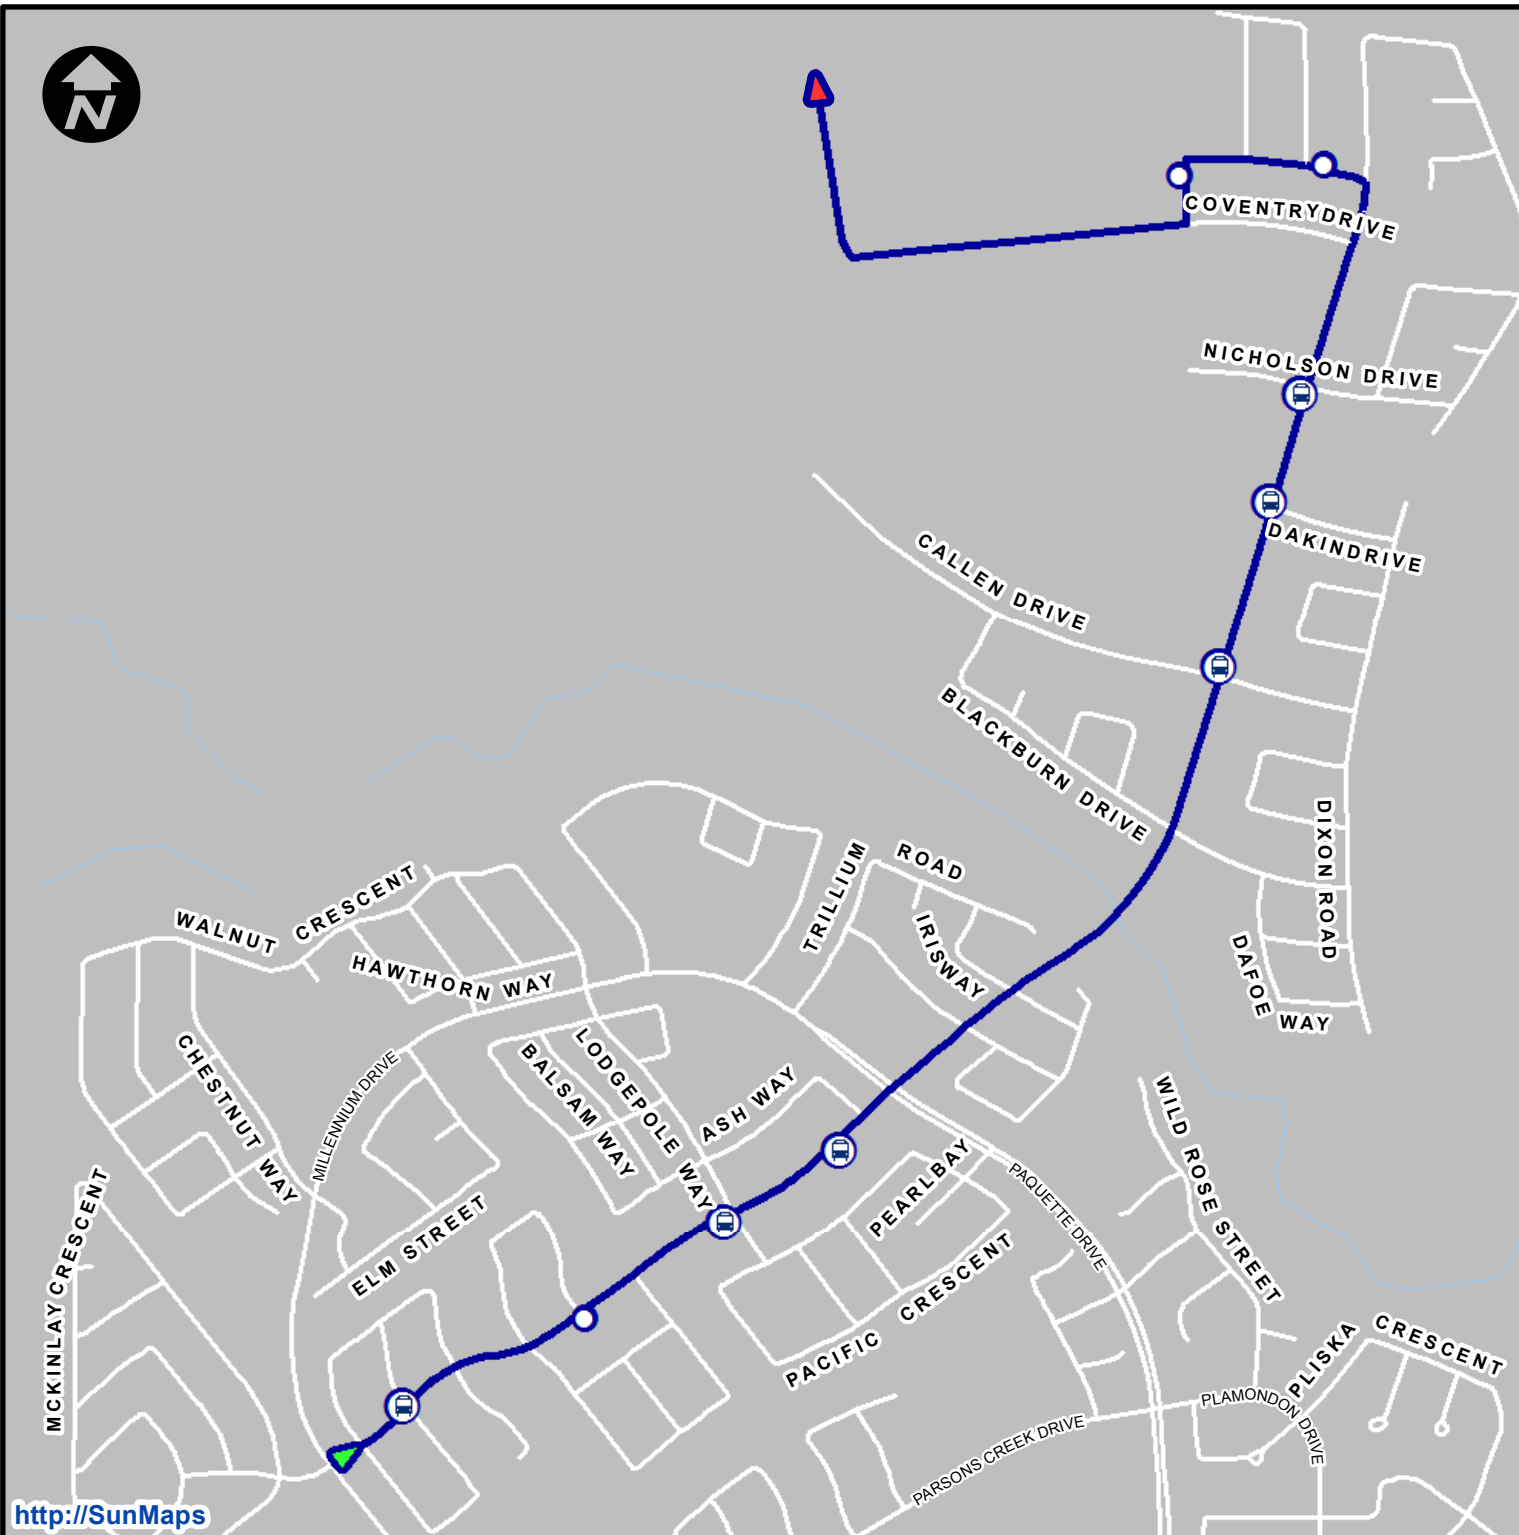 N
COVENTRYDRIVE
NICHOLSON DRIVE
DAKINDRIVE
CALLEN DRIVE
BLACKBURN DRIVE
DIXON ROAD
TRILLIUM ROAD
WALNUT CRESCENT
IRISWAY
DAFOE WAY
HAWTHORN WAY
LODGEPOLE WAY
BALSAM WAY
CHESTNUT WAY
MILLENNIUM DRIVE
ASH WAY
WILD ROSE STREET
PEARLBAY
PAQUETTE DRIVE
MCKINLAY CRESCENT
ELM STREET
PACIFIC CRESCENT
PLISKA CRESCENT
PLAMONDON DRIVE
PARSONS CREEK DRIVE
http://SunMaps